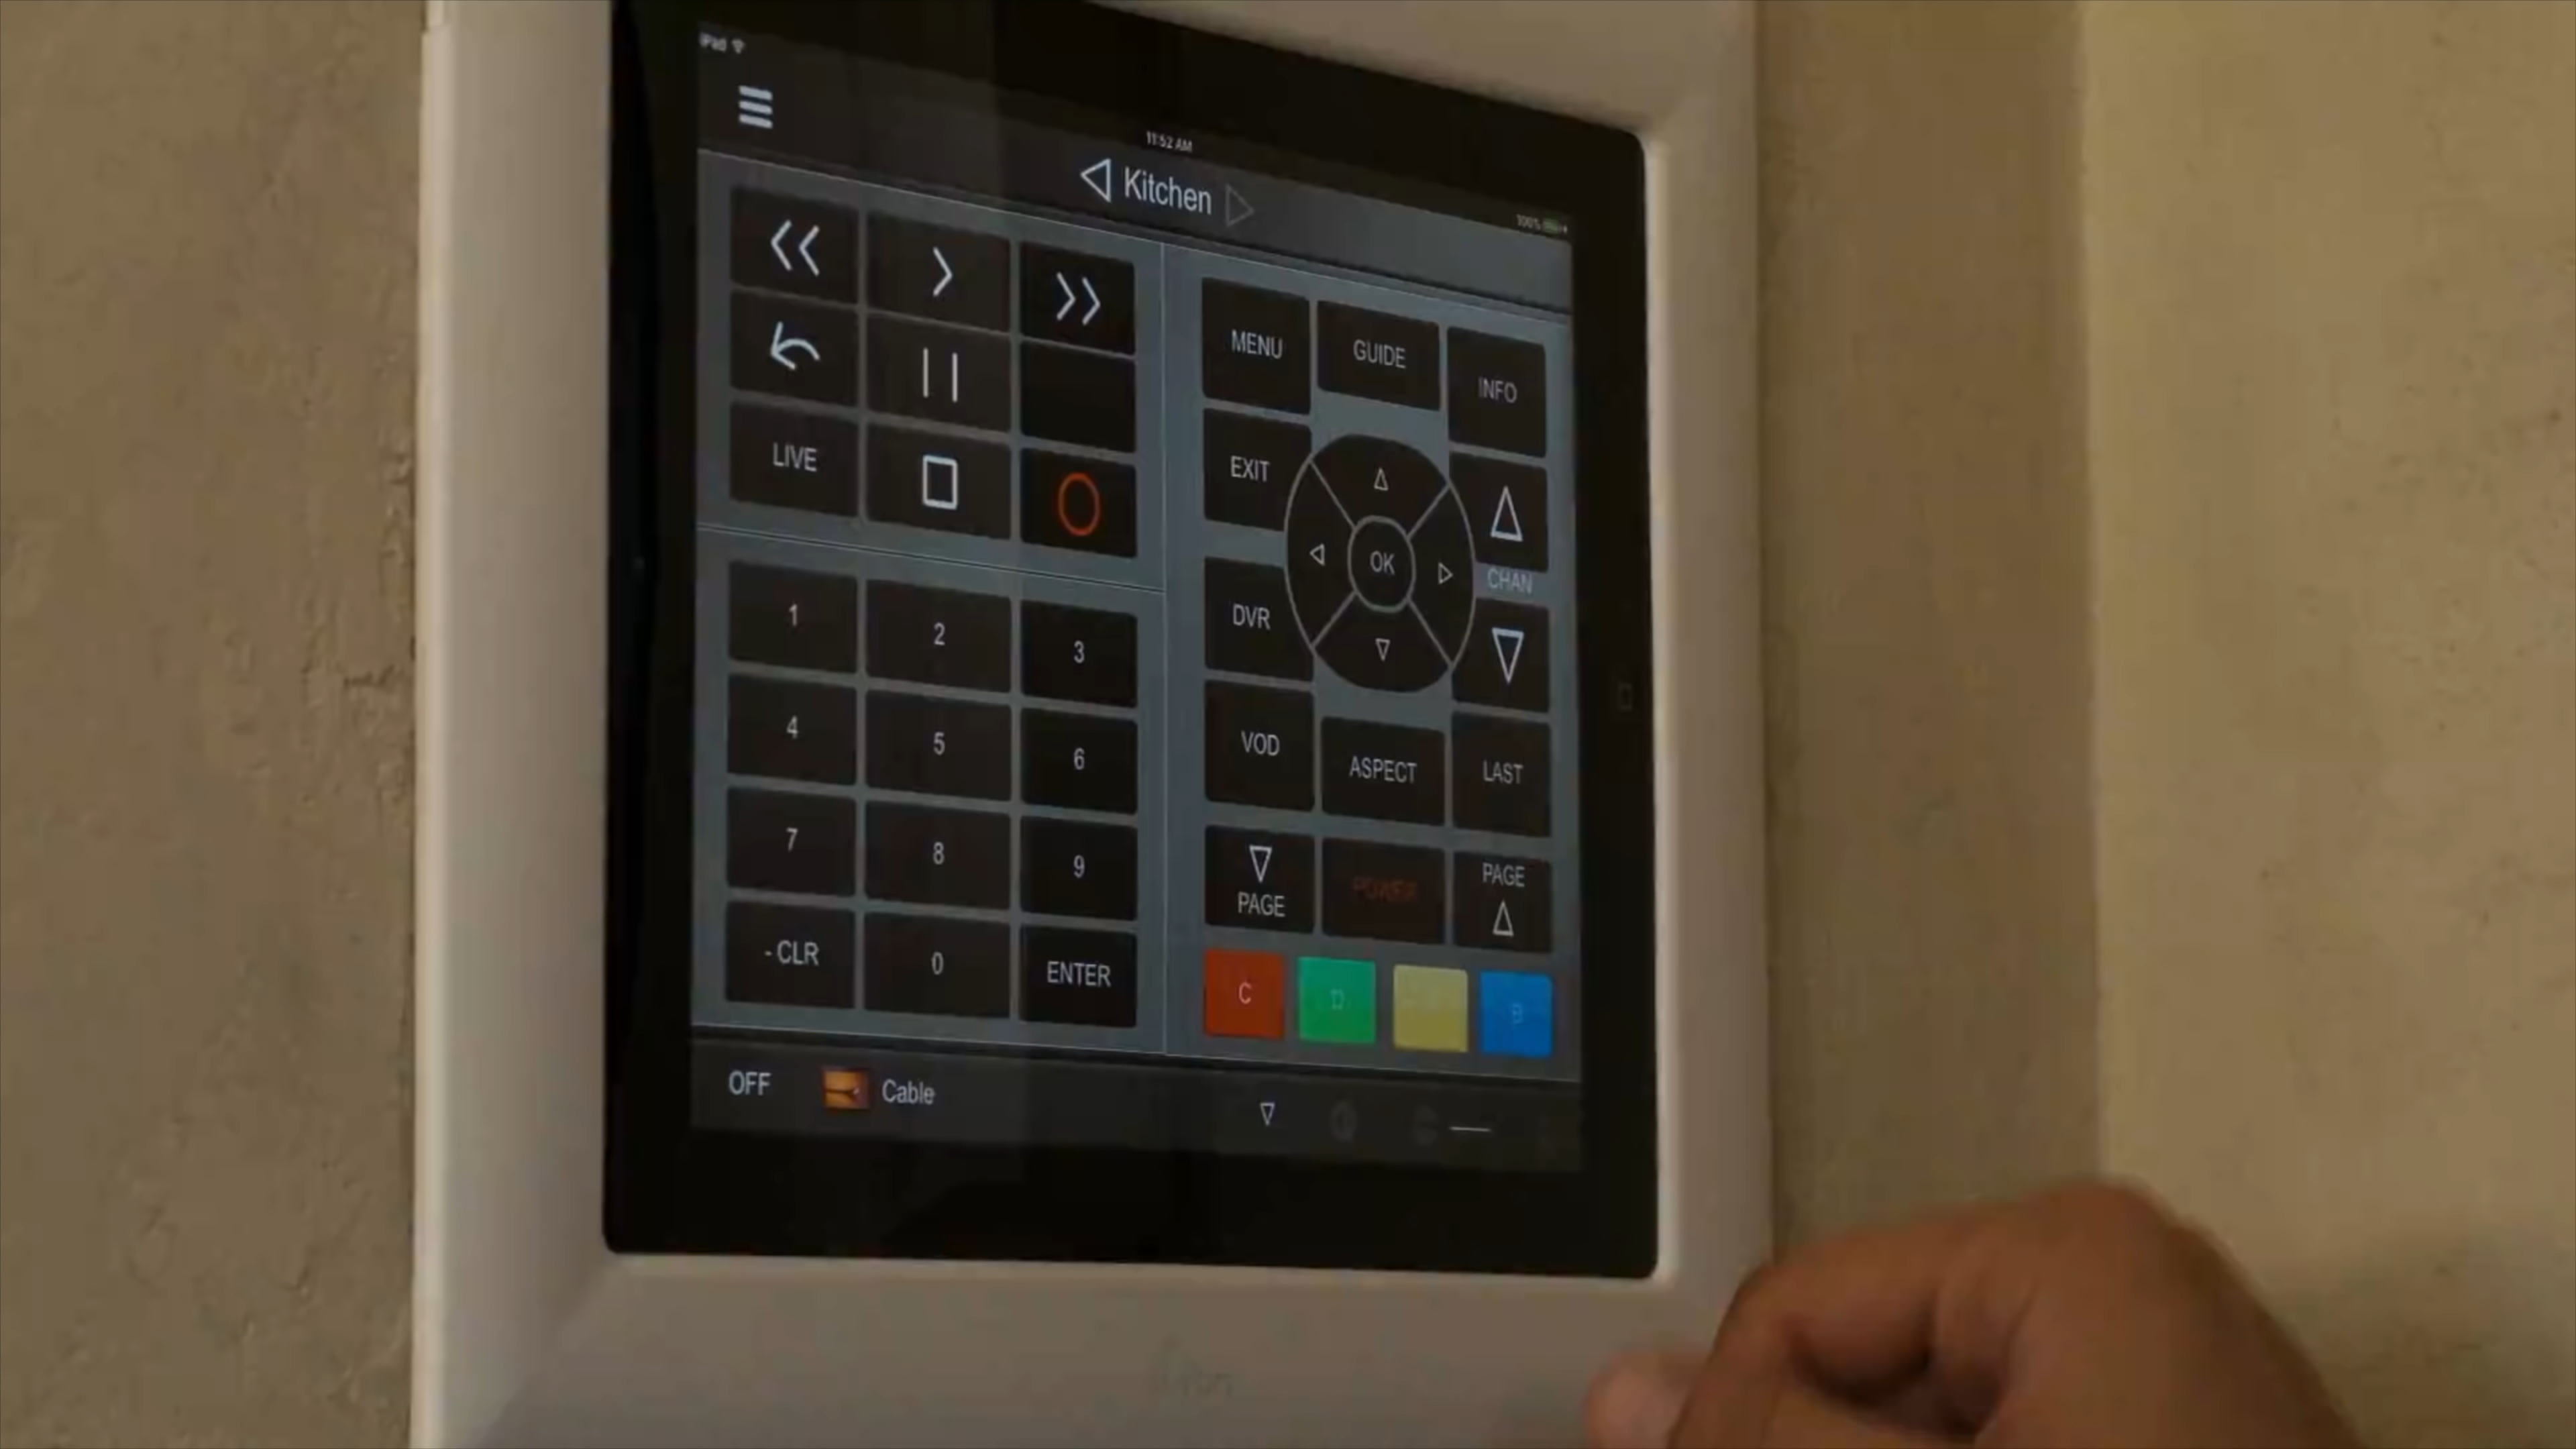 iPad
11:52 AM
Kitchen
100%
MENU
GUIDE
INFO
EXIT
LIVE
OK
CHAN
1
2
3
DVR
4
5
6
VOD
ASPECT
LAST
7
8
9
PAGE
POWER
PAGE
- CLR
0
ENTER
C
D
B
OFF
Cable